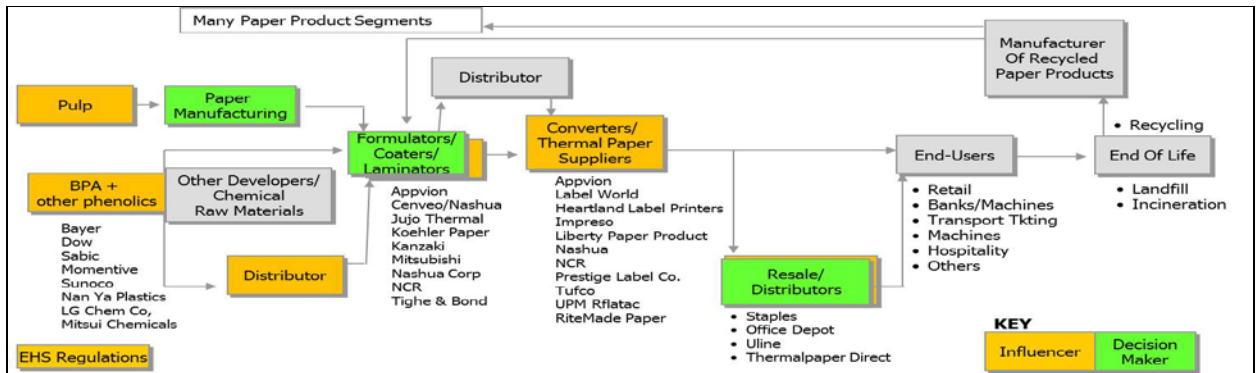 Many Paper Product Segments
Manufacturer
Of Recycled
Paper Products
Distributor
Pulp
Paper
Manufacturing
Formulators/
Coaters/
Laminators
Converters/
Thermal Paper
Suppliers
• Recycling
End-Users
End Of Life
BPA +
other phenolics
Other Developers/
Chemical
Raw Materials
Bayer
Dow
Sabic
Momentive
Sunoco
Nan Ya Plastics
LG Chem Co,
Mitsui Chemicals
Distributor
Appvion
Cenveo/Nashua
Jujo Thermal
Koehler Paper
Kanzaki
Mitsubishi
Nashua Corp
NCR
Tighe & Bond
Appvion
Label World
Heartland Label Printers
Impreso
Liberty Paper Product
Nashua
NCR
Prestige Label Co.
Tufco
UPM Rflatac
RiteMade Paper
Resale/
Distributors
• Staples
• Office Depot
• Uline
• Thermalpaper Direct
• Retail
• Banks/Machines
• Transport Tkting
• Machines
• Hospitality
• Others
• Landfill
• Incineration
EHS Regulations
KEY
Influencer
Decision
Maker